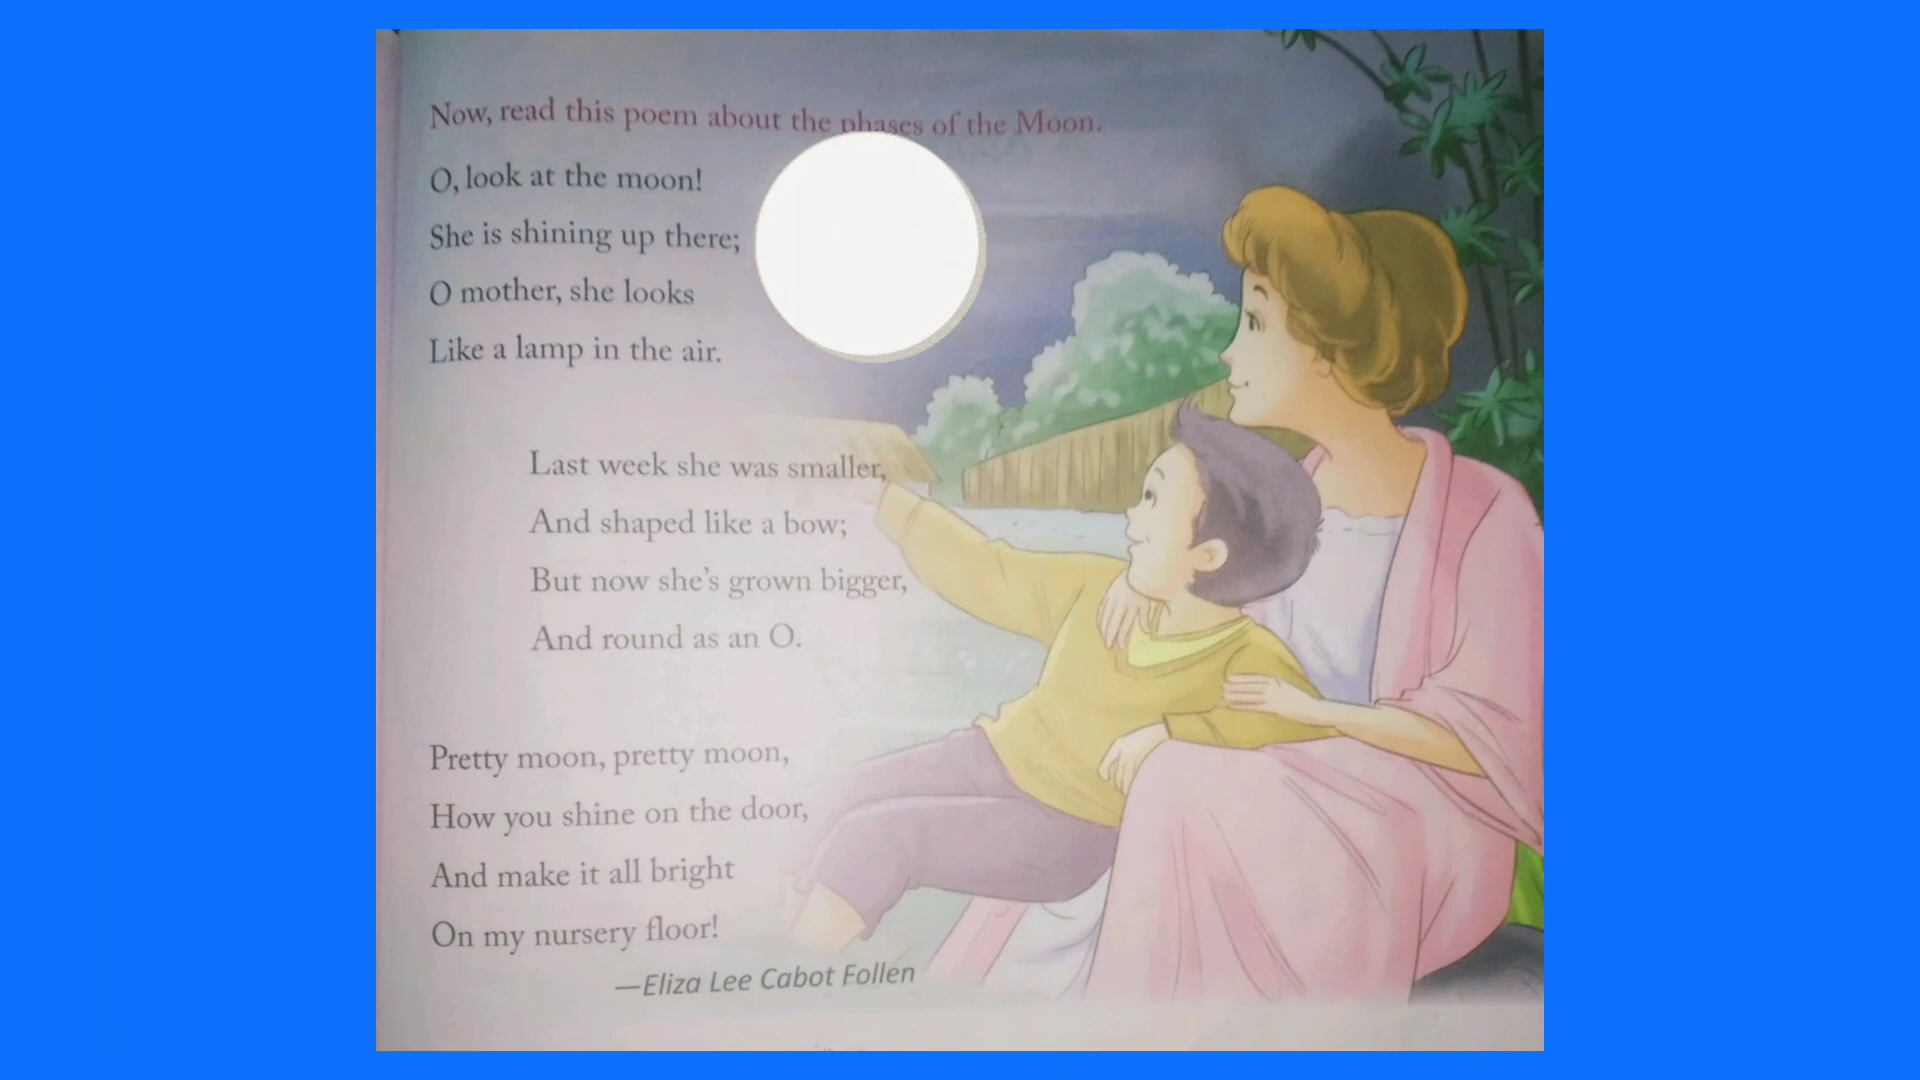 Now, read this poem about the phases of the Moon.
O, look at the moon!
She is shining up there;
O mother, she looks
Like a lamp in the air.
Last week she was smaller,
And shaped like a bow;
But now she's grown bigger,
And round as an O.
Pretty moon, pretty moon,
How you shine on the door,
And make it all bright
On my nursery floor!
—Eliza Lee Cabot Follen